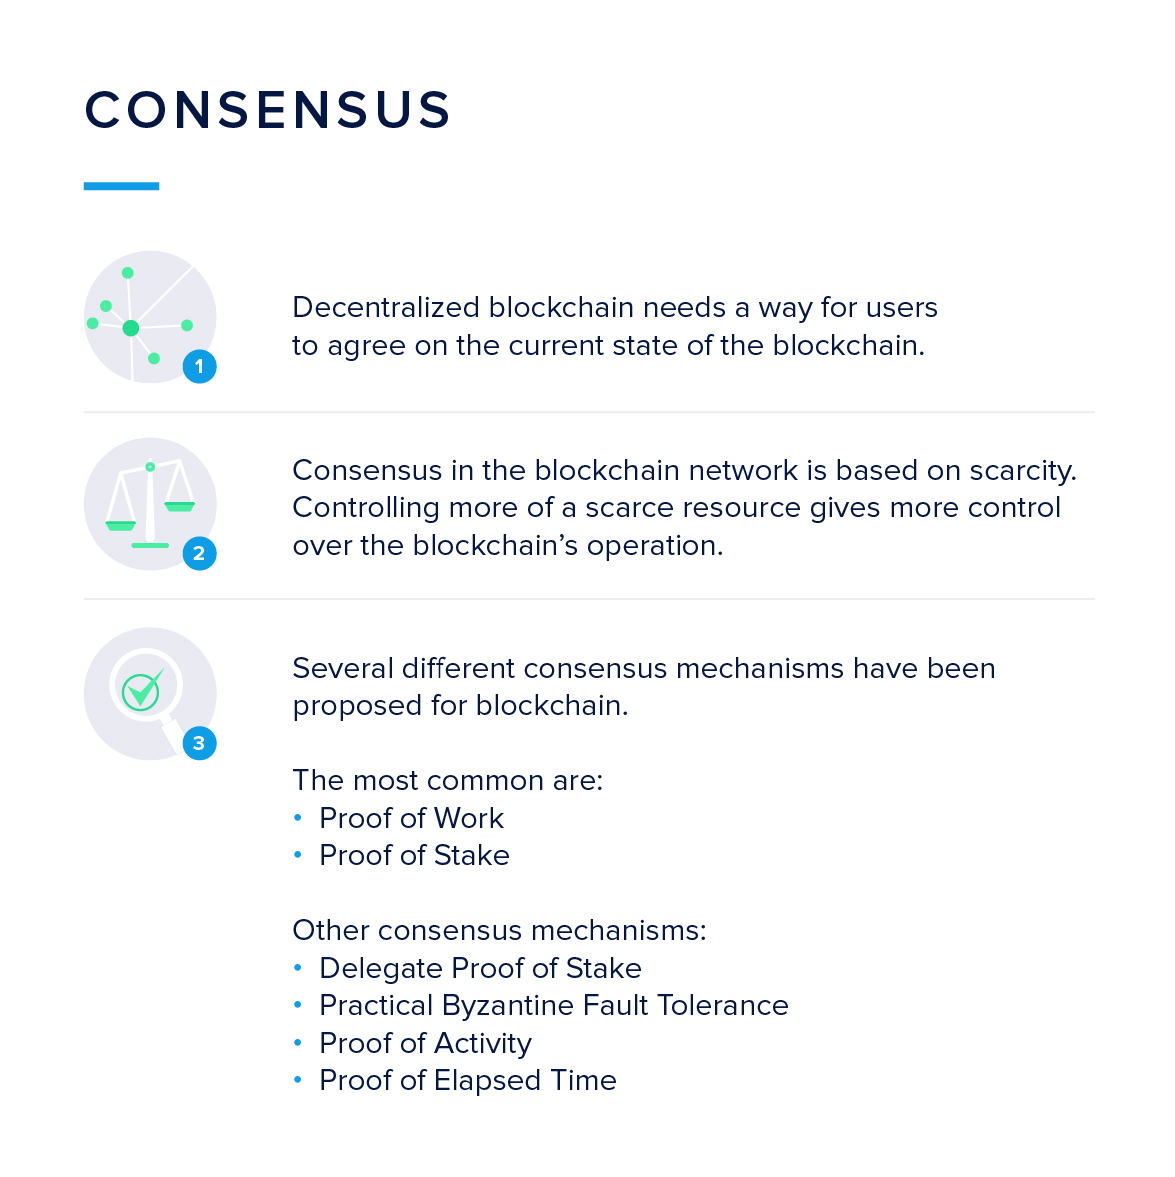 CONSENSUS
1
Decentralized blockchain needs a way for users
to agree on the current state of the blockchain.
2
Consensus in the blockchain network is based on scarcity.
Controlling more of a scarce resource gives more control
over the blockchain’s operation.
3
Several different consensus mechanisms have been
proposed for blockchain.
The most common are:
• Proof of Work
• Proof of Stake
Other consensus mechanisms:
• Delegate Proof of Stake
• Practical Byzantine Fault Tolerance
• Proof of Activity
• Proof of Elapsed Time